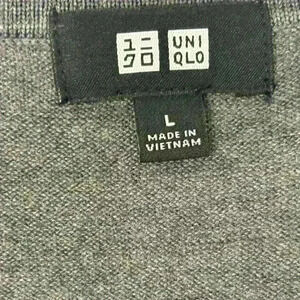 ユニ UNI
クロ QLO
L
MADE IN
VIETNAM